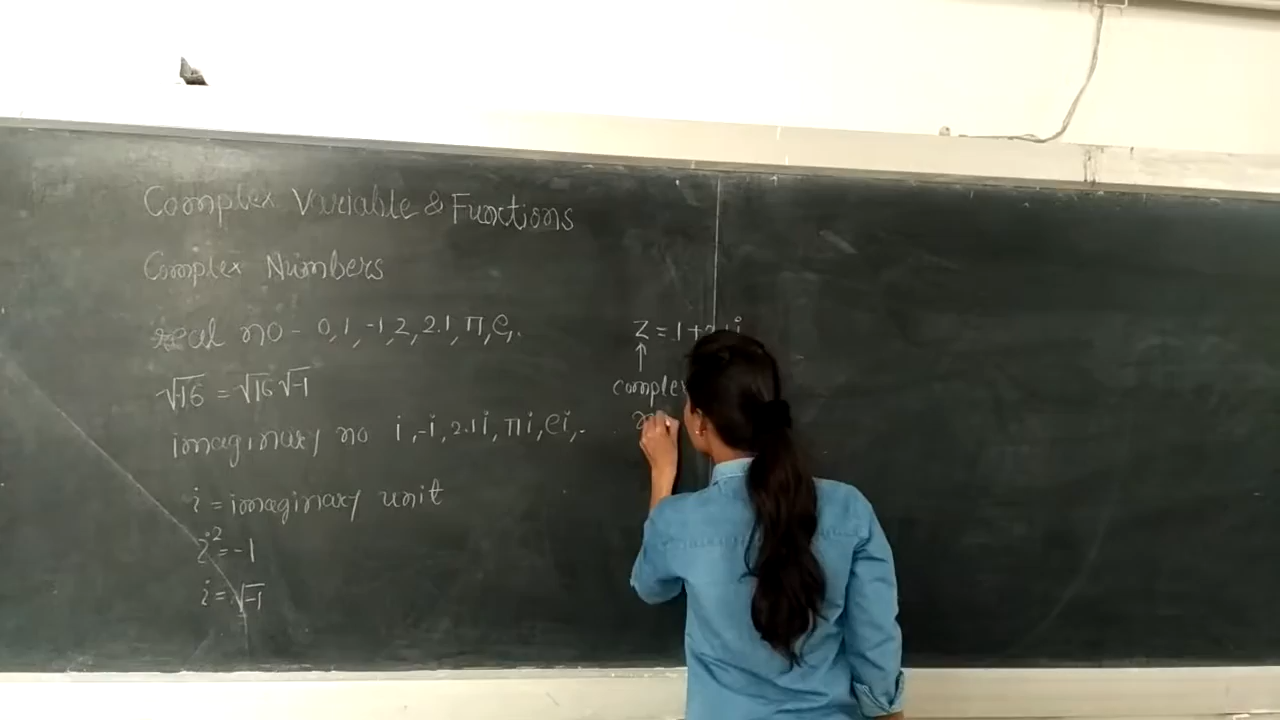 Complex Variable & Functions
Complex Numbers
real no - 0, 1, -1, 2, 2.1, π, e, .
√-16 = √16 √-1
imaginary no i, -i, 2.1i, πi, ei, -
i = imaginary unit
i² = -1
i = √-1
Z = 1 +
complex